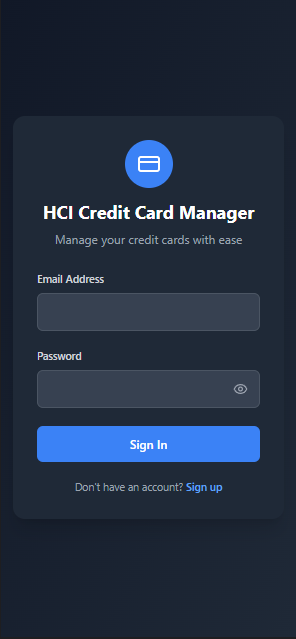 HCI Credit Card Manager
Manage your credit cards with ease
Email Address
Password
Sign In
Don't have an account? Sign up